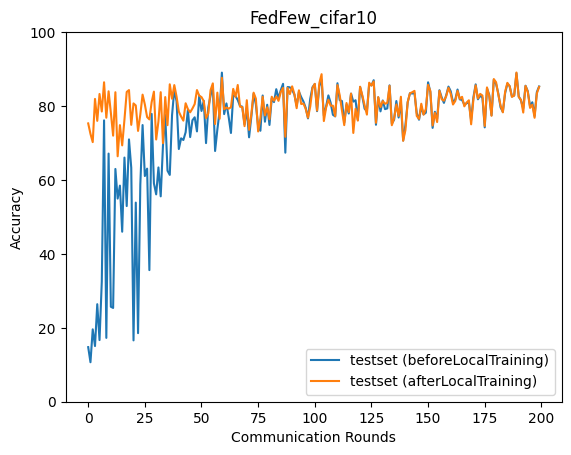 FedFew_cifar10
100
80
60
40
20
0
Accuracy
testset (beforeLocalTraining)
testset (afterLocalTraining)
0 25 50 75 100 125 150 175 200
Communication Rounds